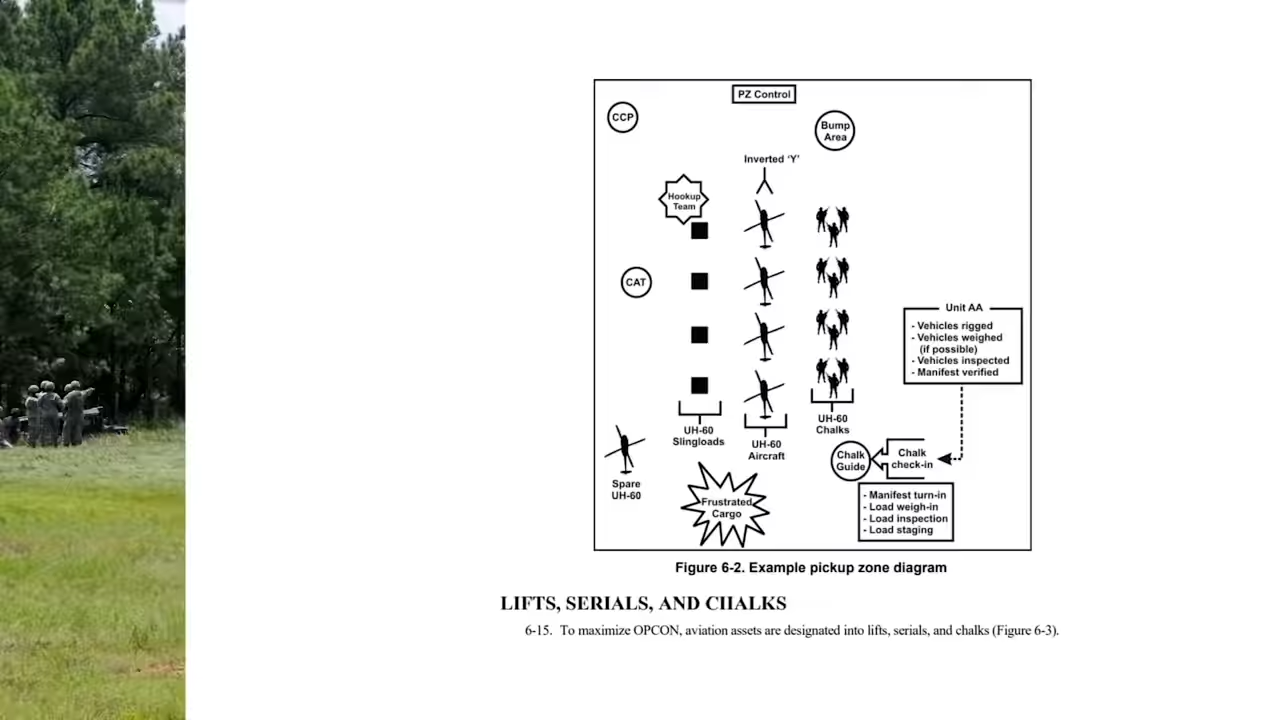 PZ Control
CCP
Bump
Area
Inverted ‘Y’
Hookup
Team
CAT
Unit AA
- Vehicles rigged
- Vehicles weighed
(if possible)
- Vehicles inspected
- Manifest verified
UH-60
Slingloads
UH-60
Aircraft
UH-60
Chalks
Chalk
Guide
Chalk
check-in
Spare
UH-60
Frustrated
Cargo
- Manifest turn-in
- Load weigh-in
- Load inspection
- Load staging
Figure 6-2. Example pickup zone diagram
LIFTS, SERIALS, AND CHALKS
6-15. To maximize OPCON, aviation assets are designated into lifts, serials, and chalks (Figure 6-3).